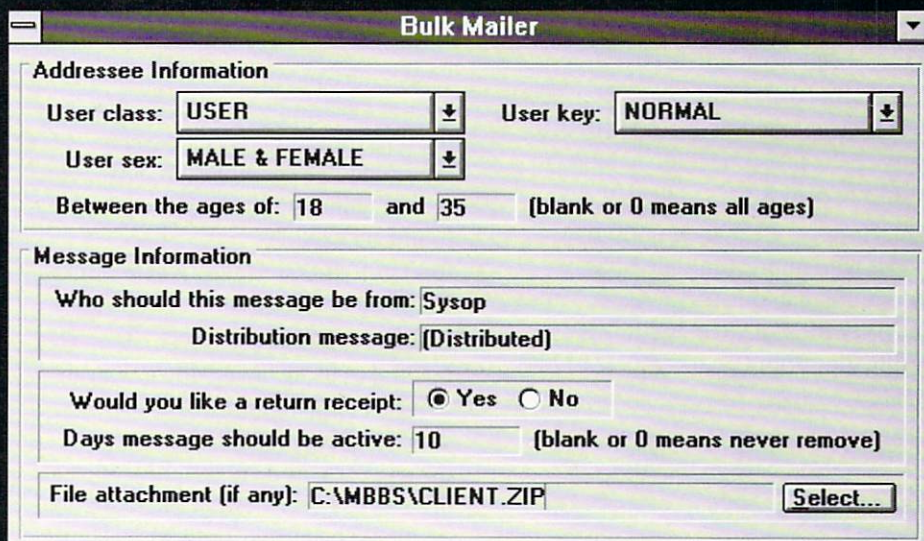 Bulk Mailer
Addressee Information
User class: USER User key: NORMAL
User sex: MALE & FEMALE
Between the ages of: 18 and 35 (blank or 0 means all ages)
Message Information
Who should this message be from: Sysop
Distribution message: (Distributed)
Would you like a return receipt: Yes No
Days message should be active: 10 (blank or 0 means never remove)
File attachment (if any): C:\MBBS\CLIENT.ZIP Select...